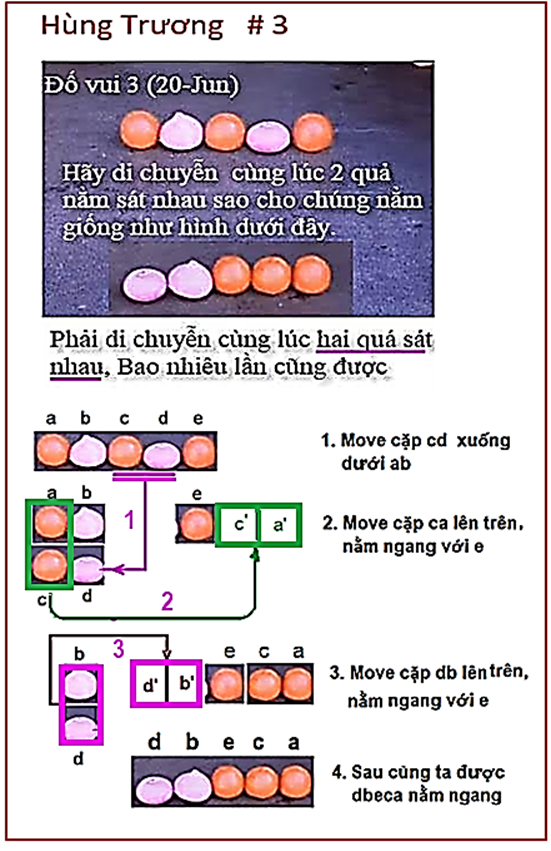 Hùng Trương # 3
Đố vui 3 (20-Jun)
Hãy di chuyễn cùng lúc 2 quả
nằm sát nhau sao cho chúng nằm
giống như hình dưới đây.
Phải di chuyễn cùng lúc hai quá sát
nhau, Bao nhiêu lần cũng được
a b c d e
1. Move cặp cd xuống
dưới ab
a b e
1
c' a'
2. Move cặp ca lên trên,
nằm ngang với e
c d
2
b 3 e c a
d' b'
3. Move cặp db lên trên,
nằm ngang với e
d
d b e c a
4. Sau cùng ta được
dbeca nằm ngang